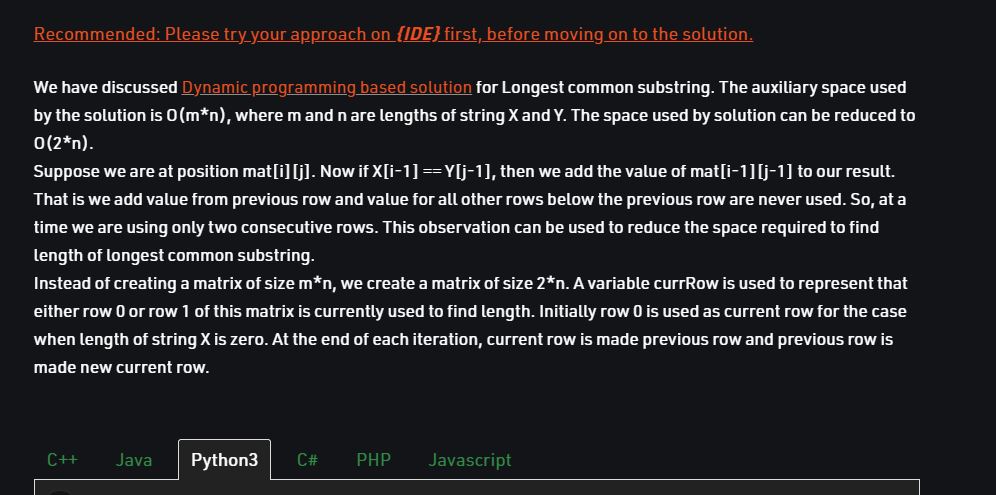 Recommended: Please try your approach on {IDE} first, before moving on to the solution.
We have discussed Dynamic programming based solution for Longest common substring. The auxiliary space used
by the solution is O(m*n), where m and n are lengths of string X and Y. The space used by solution can be reduced to
O(2*n).
Suppose we are at position mat[i][j]. Now if X[i-1] == Y[j-1], then we add the value of mat[i-1][j-1] to our result.
That is we add value from previous row and value for all other rows below the previous row are never used. So, at a
time we are using only two consecutive rows. This observation can be used to reduce the space required to find
length of longest common substring.
Instead of creating a matrix of size m*n, we create a matrix of size 2*n. A variable currRow is used to represent that
either row 0 or row 1 of this matrix is currently used to find length. Initially row 0 is used as current row for the case
when length of string X is zero. At the end of each iteration, current row is made previous row and previous row is
made new current row.
C++ Java Python3 C# PHP Javascript